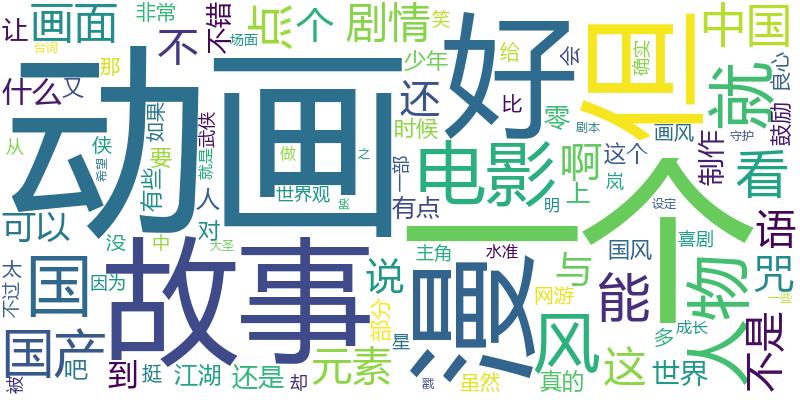 让
画面
非常
点
个
剧情
笑
不错
不
场面
台词
少年
给
会
确实
中国
良心
鼓励
就
但
好
动画
什么
又
那
如果
武侠
还
时候
比
零
剧本
画风
守护
制作
看
从
侠
希望
要
有些
就是
做
之
世界观
一部
电影
啊
这个
上
岚
设定
可以
没
中
人
对
大圣
有点
明
一个
国风
喜剧
语
国
故事
主角
水准
与
人物
咒
不过
太
因为
说
漫
网游
能
多
成长
一些
不是
国产
吧
到
挺
江湖
还是
却
部分
星
元素
戳
虽然
风
真的
这
世界
被